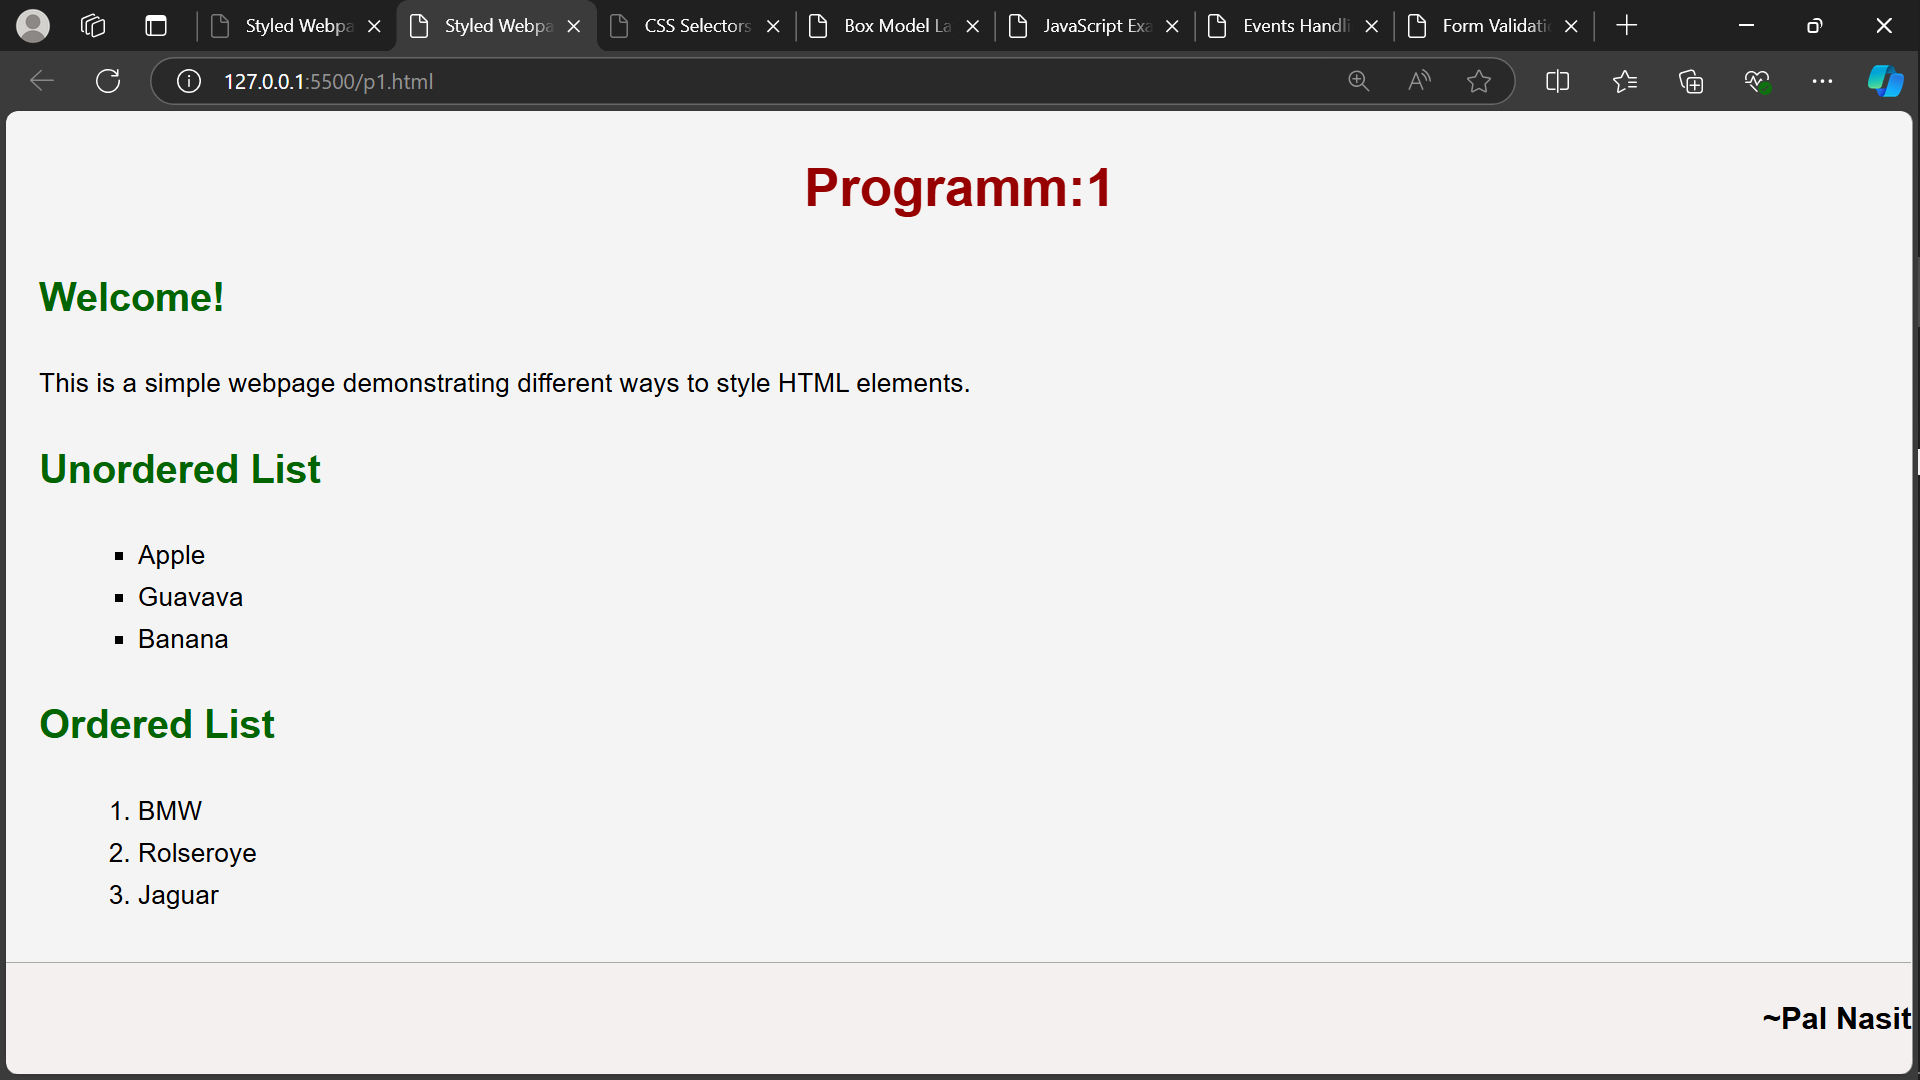 Styled Webpa
Styled Webpa
CSS Selectors
Box Model La
JavaScript Exa
Events Handli
Form Validati
127.0.0.1:5500/p1.html
Programm:1
Welcome!
This is a simple webpage demonstrating different ways to style HTML elements.
Unordered List
▪ Apple
▪ Guavava
▪ Banana
Ordered List
1. BMW
2. Rolseroye
3. Jaguar
~Pal Nasit